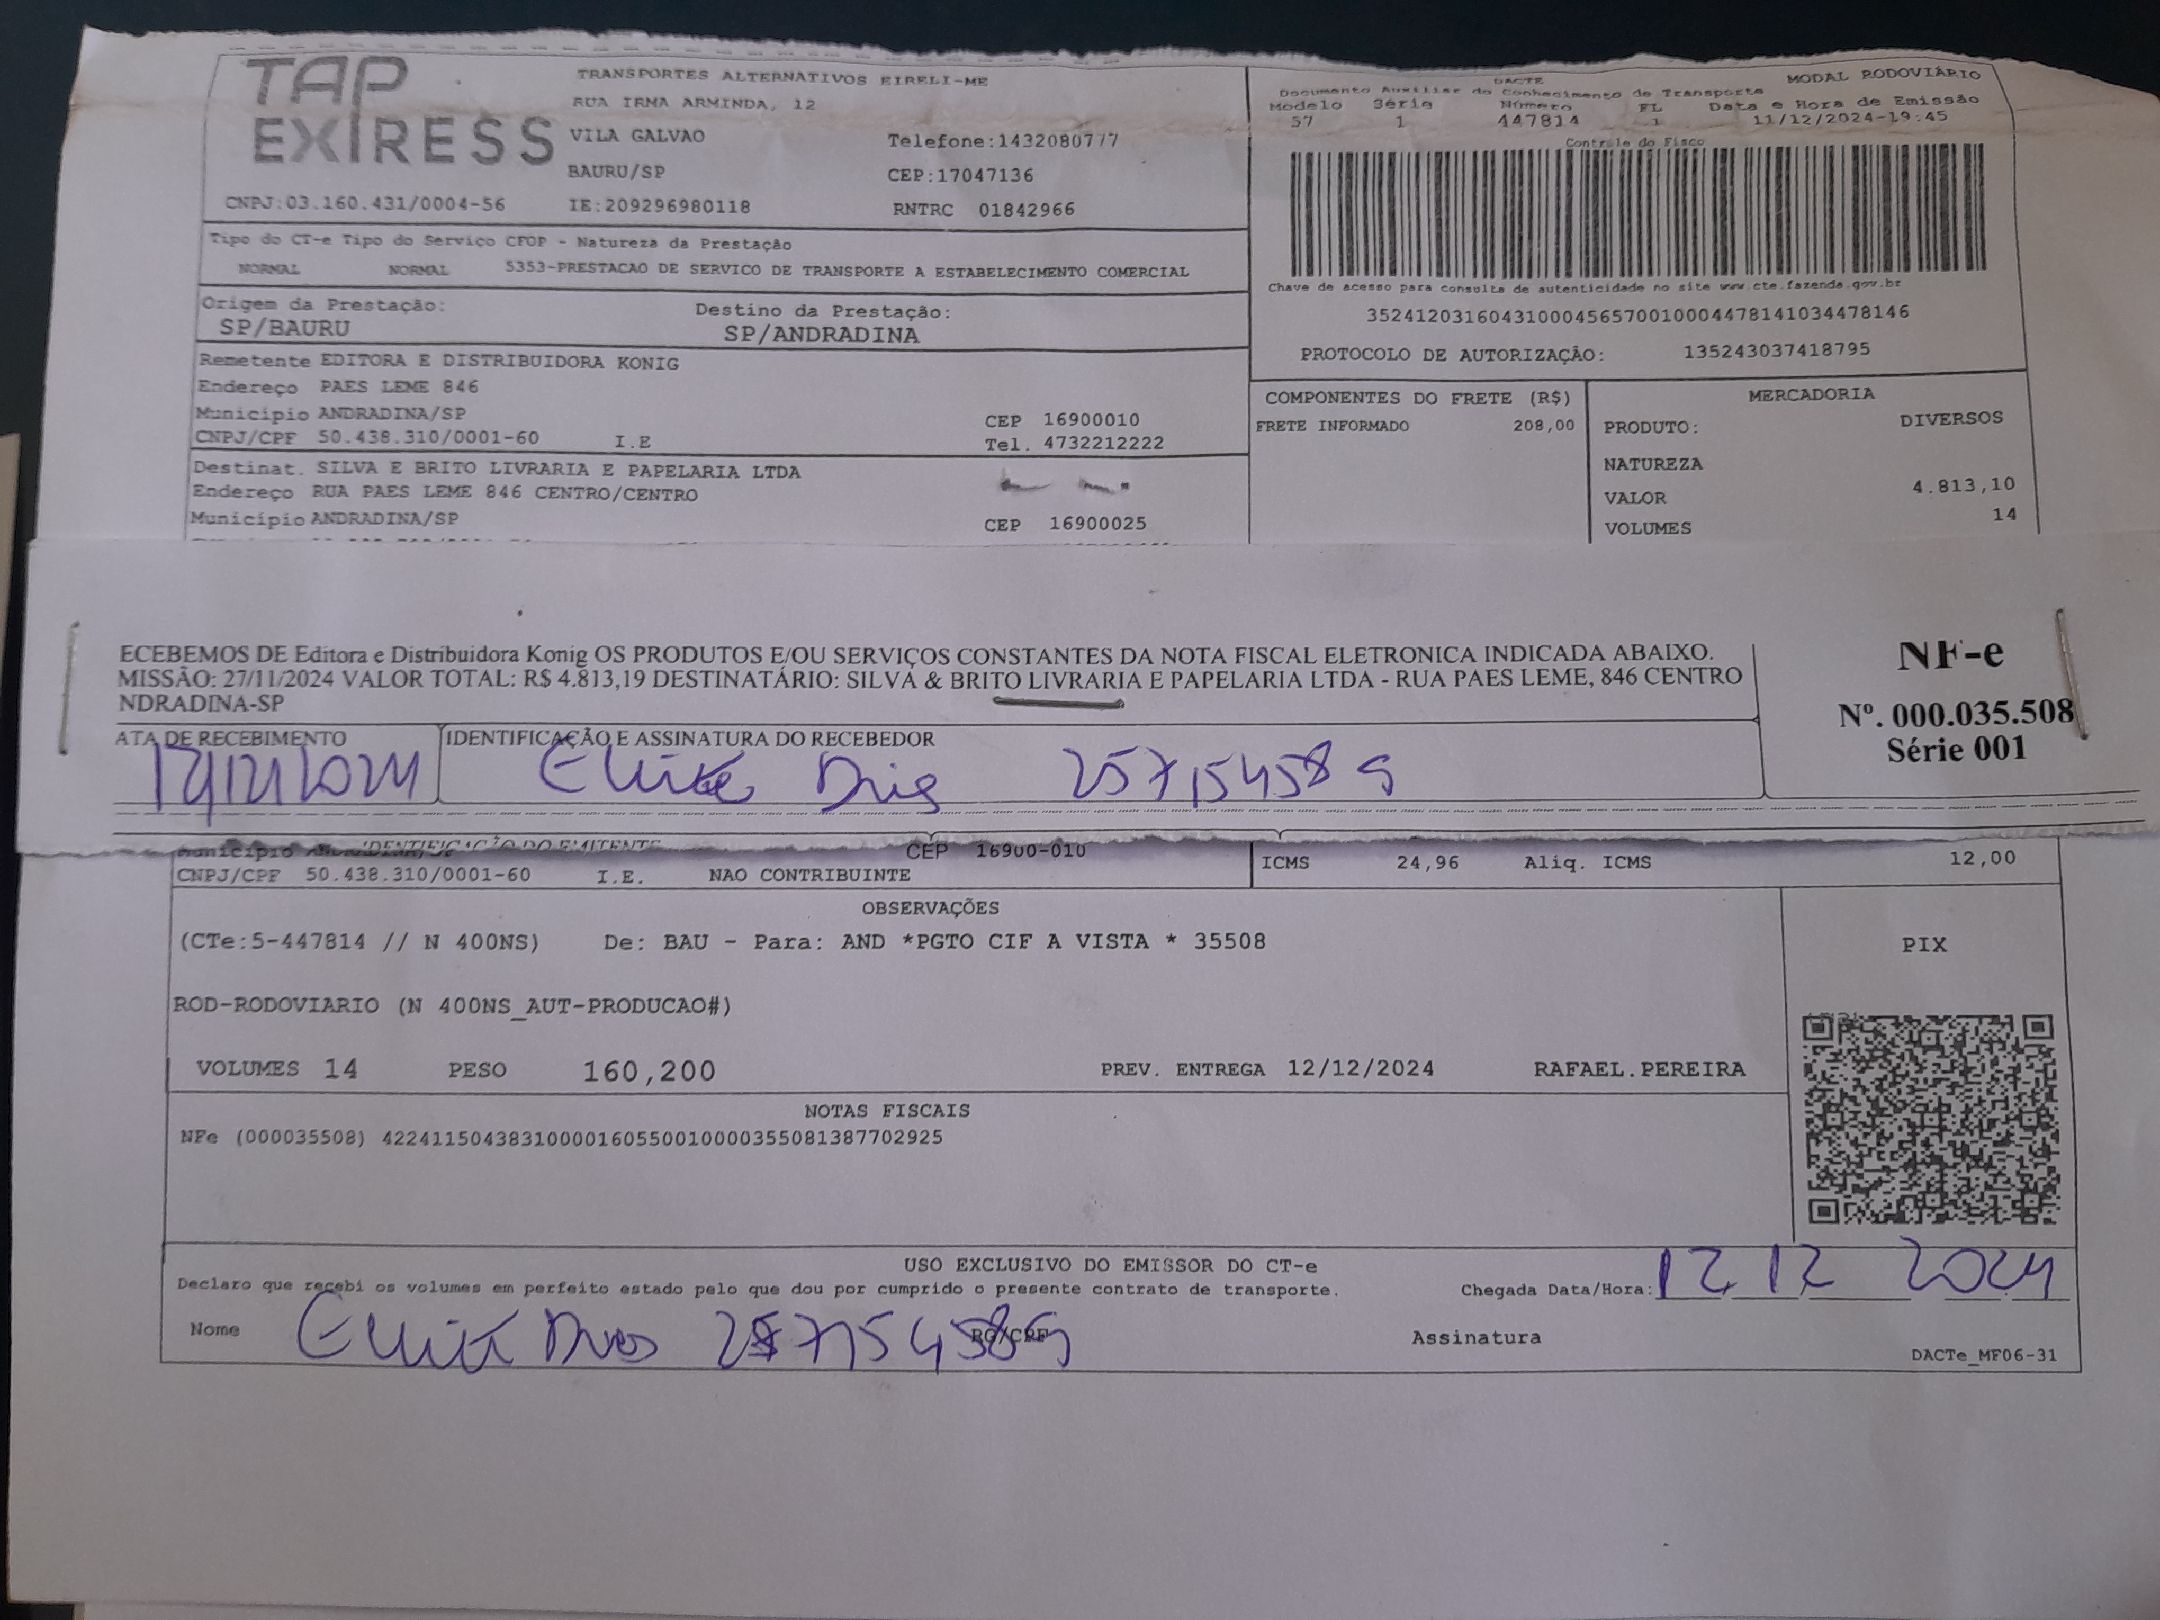 TAP EXPRESS
TRANSPORTES ALTERNATIVOS EIRELI-ME
RUA IRMA ARMINDA, 12
VILA GALVAO Telefone:1432080777
BAURU/SP CEP:17047136
CNPJ:03.160.431/0004-56 IE:209296980118 RNTRC 01842966
DACTE MODAL RODOVIÁRIO
Documento Auxiliar do Conhecimento de Transporte
Modelo Série Número FL Data e Hora de Emissão
57 1 447814 1 11/12/2024-19:45
Controle do Fisco
Chave de acesso para consulta de autenticidade no site www.cte.fazenda.gov.br
35241203160431000456570010004478141034478146
PROTOCOLO DE AUTORIZAÇÃO: 135243037418795
Tipo do CT-e Tipo do Serviço CFOP - Natureza da Prestação
NORMAL NORMAL 5353-PRESTACAO DE SERVICO DE TRANSPORTE A ESTABELECIMENTO COMERCIAL
Origem da Prestação: Destino da Prestação:
SP/BAURU SP/ANDRADINA
Remetente EDITORA E DISTRIBUIDORA KONIG
Endereço PAES LEME 846
Município ANDRADINA/SP CEP 16900010
CNPJ/CPF 50.438.310/0001-60 I.E Tel. 4732212222
Destinat. SILVA E BRITO LIVRARIA E PAPELARIA LTDA
Endereço RUA PAES LEME 846 CENTRO/CENTRO
Município ANDRADINA/SP CEP 16900025
COMPONENTES DO FRETE (R$)
FRETE INFORMADO 208,00
MERCADORIA
PRODUTO: DIVERSOS
NATUREZA
VALOR 4.813,10
VOLUMES 14
ECEBEMOS DE Editora e Distribuidora Konig OS PRODUTOS E/OU SERVIÇOS CONSTANTES DA NOTA FISCAL ELETRONICA INDICADA ABAIXO.
MISSÃO: 27/11/2024 VALOR TOTAL: R$ 4.813,19 DESTINATÁRIO: SILVA & BRITO LIVRARIA E PAPELARIA LTDA - RUA PAES LEME, 846 CENTRO
NDRADINA-SP
NF-e
Nº. 000.035.508
Série 001
ATA DE RECEBIMENTO IDENTIFICAÇÃO E ASSINATURA DO RECEBEDOR
12/12/2024 257154589
IDENTIFICAÇÃO DO EMITENTE
Município CEP 16900-010
CNPJ/CPF 50.438.310/0001-60 I.E. NAO CONTRIBUINTE
ICMS 24,96 Aliq. ICMS 12,00
OBSERVAÇÕES
(CTe:5-447814 // N 400NS) De: BAU - Para: AND *PGTO CIF A VISTA * 35508
ROD-RODOVIARIO (N 400NS_AUT-PRODUCAO#)
VOLUMES 14 PESO 160,200 PREV. ENTREGA 12/12/2024 RAFAEL.PEREIRA
PIX
NOTAS FISCAIS
NFe (000035508) 42241150438310000160550010000355081387702925
USO EXCLUSIVO DO EMISSOR DO CT-e
Declaro que recebi os volumes em perfeito estado pelo que dou por cumprido o presente contrato de transporte.
Chegada Data/Hora: 12 12 2024
Nome 257154589 RG/CPF Assinatura
DACTe_MF06-31